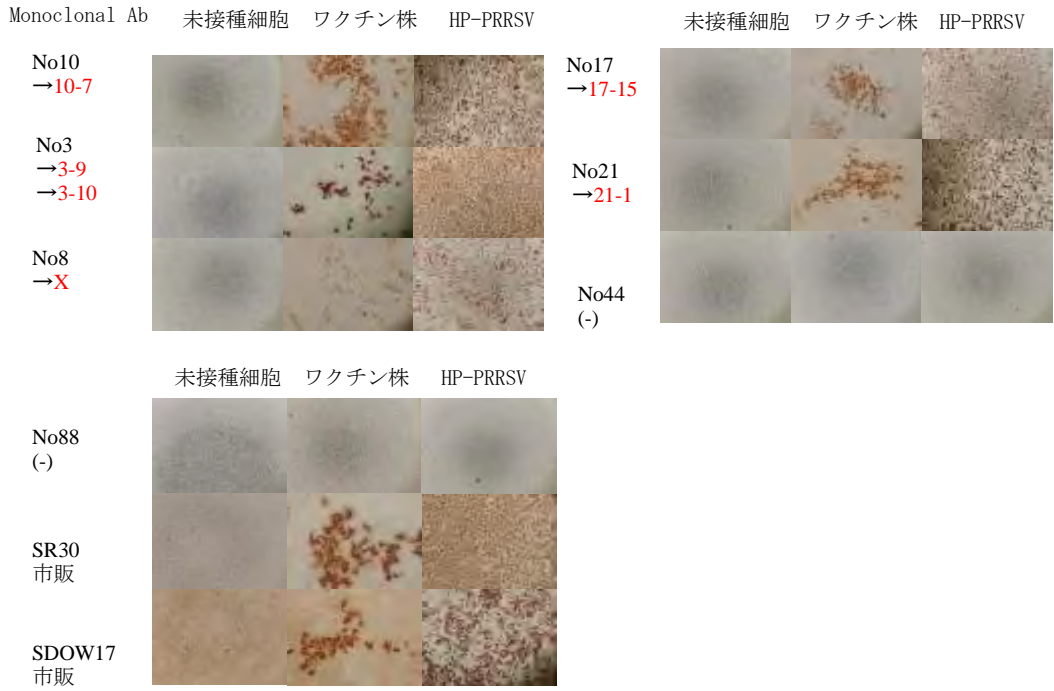 Monoclonal Ab 未接種細胞 ワクチン株 HP-PRRSV
No10
→10-7
No3
→3-9
→3-10
No8
→X
未接種細胞 ワクチン株 HP-PRRSV
No17
→17-15
No21
→21-1
No44
(-)
未接種細胞 ワクチン株 HP-PRRSV
No88
(-)
SR30
市販
SDOW17
市販